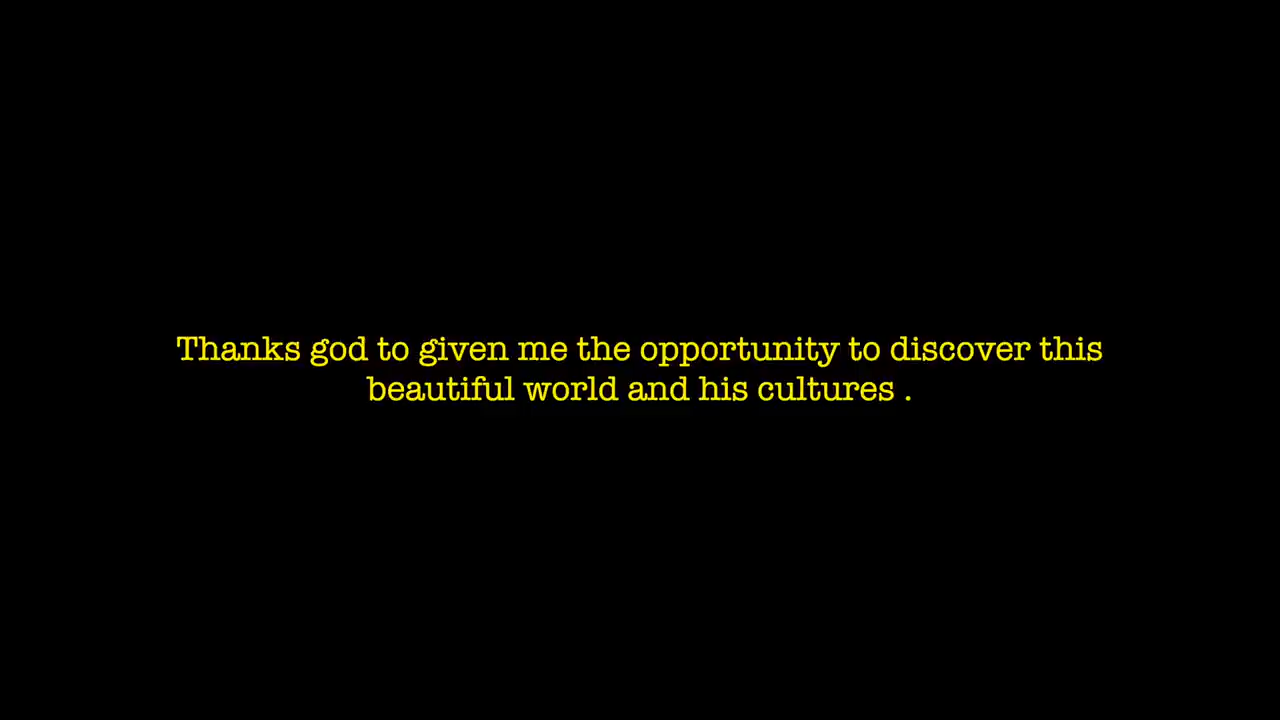 Thanks god to given me the opportunity to discover this
beautiful world and his cultures .